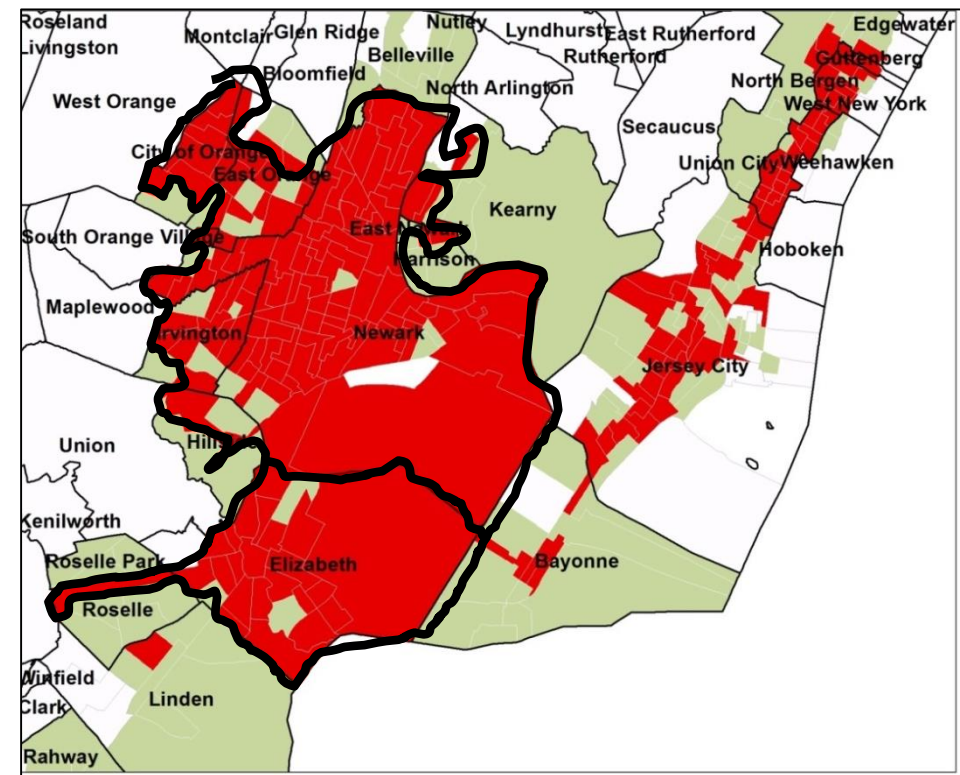 Roseland
Livingston
Montclair
Glen Ridge
Nutley
Lyndhurst
East Rutherford
Edgewater
Belleville
Rutherford
Guttenberg
Bloomfield
North Arlington
North Bergen
West Orange
West New York
Secaucus
City of Orange
East Orange
Union City
Weehawken
Kearny
South Orange Village
East Newark
Harrison
Hoboken
Maplewood
Irvington
Newark
Jersey City
Union
Hillside
Kenilworth
Roselle Park
Elizabeth
Bayonne
Roselle
Winfield
Clark
Linden
Rahway